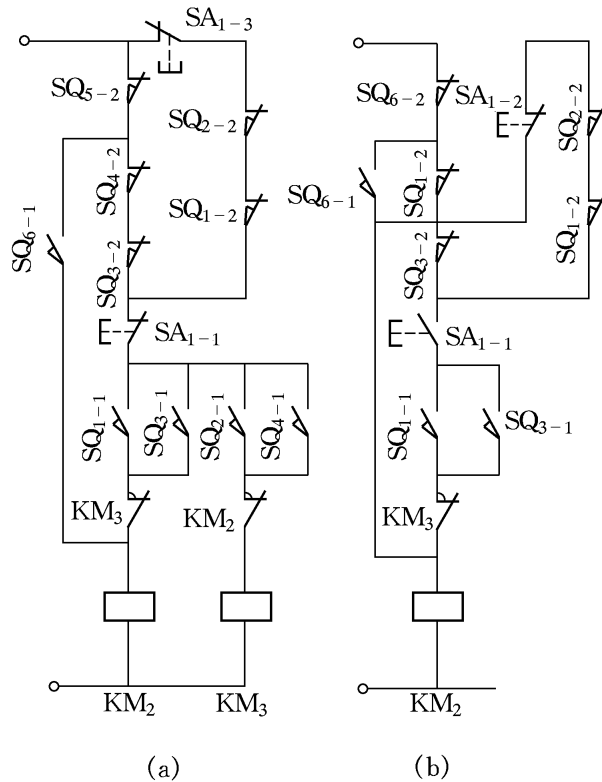 SA₁₋₃
SQ₅₋₂
SQ₂₋₂
SQ₄₋₂
SQ₁₋₂
SQ₆₋₁
SQ₃₋₂
SA₁₋₁
SQ₁₋₁
SQ₃₋₁
SQ₂₋₁
SQ₄₋₁
KM₃
KM₂
KM₂
KM₃
(a)
SQ₆₋₂
SA₁₋₂
SQ₂₋₂
SQ₆₋₁
SQ₁₋₂
SQ₁₋₂
SQ₃₋₂
SA₁₋₁
SQ₁₋₁
SQ₃₋₁
KM₃
KM₂
(b)